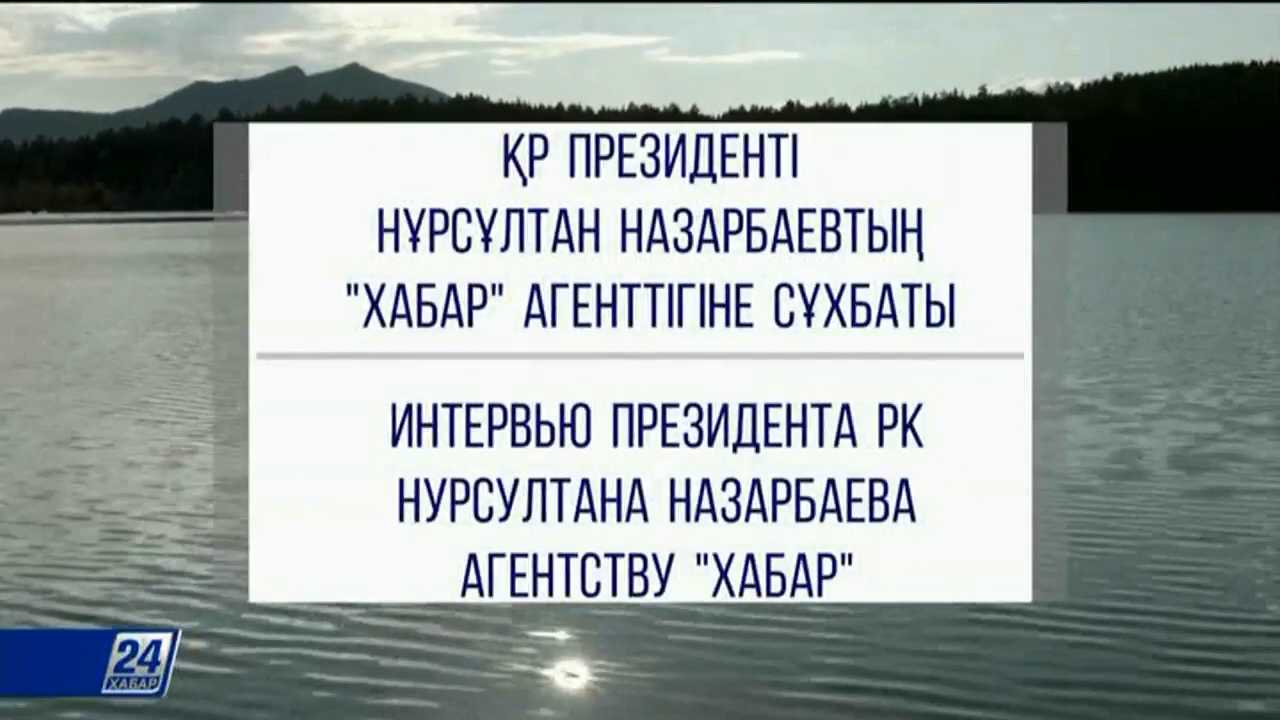 ҚР ПРЕЗИДЕНТІ
НҰРСҰЛТАН НАЗАРБАЕВТЫҢ
"ХАБАР" АГЕНТТІГІНЕ СҰХБАТЫ
ИНТЕРВЬЮ ПРЕЗИДЕНТА РК
НУРСУЛТАНА НАЗАРБАЕВА
АГЕНТСТВУ "ХАБАР"
24
ХАБАР